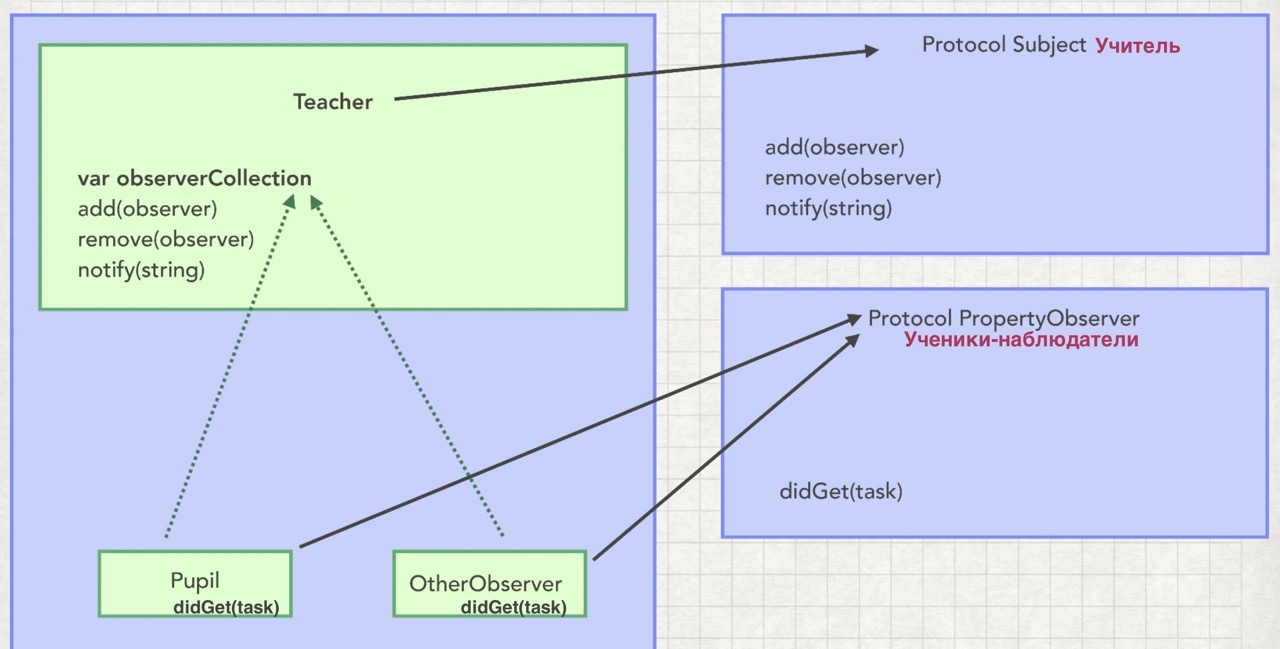 Teacher
var observerCollection
add(observer)
remove(observer)
notify(string)
Pupil
didGet(task)
OtherObserver
didGet(task)
Protocol Subject Учитель
add(observer)
remove(observer)
notify(string)
Protocol PropertyObserver
Ученики-наблюдатели
didGet(task)